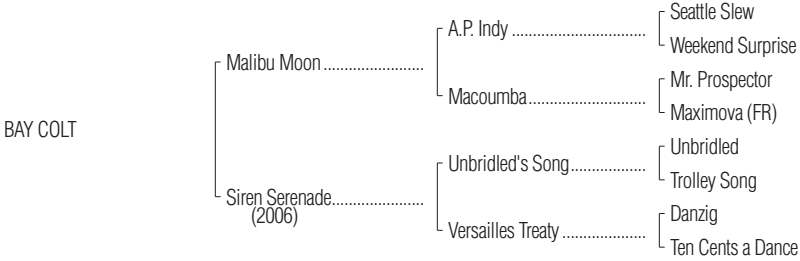 Seattle Slew
A.P. Indy ..............................
Weekend Surprise
Malibu Moon ......................
Mr. Prospector
Macoumba..........................
Maximova (FR)
BAY COLT
Unbridled
Unbridled's Song.................
Trolley Song
Siren Serenade....................
(2006)
Danzig
Versailles Treaty ..................
Ten Cents a Dance